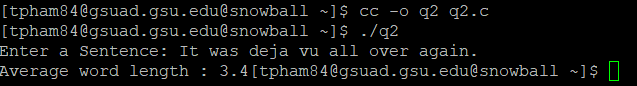 [tpham84@gsuad.gsu.edu@snowball ~]$ cc -o q2 q2.c
[tpham84@gsuad.gsu.edu@snowball ~]$ ./q2
Enter a Sentence: It was deja vu all over again.
Average word length : 3.4[tpham84@gsuad.gsu.edu@snowball ~]$